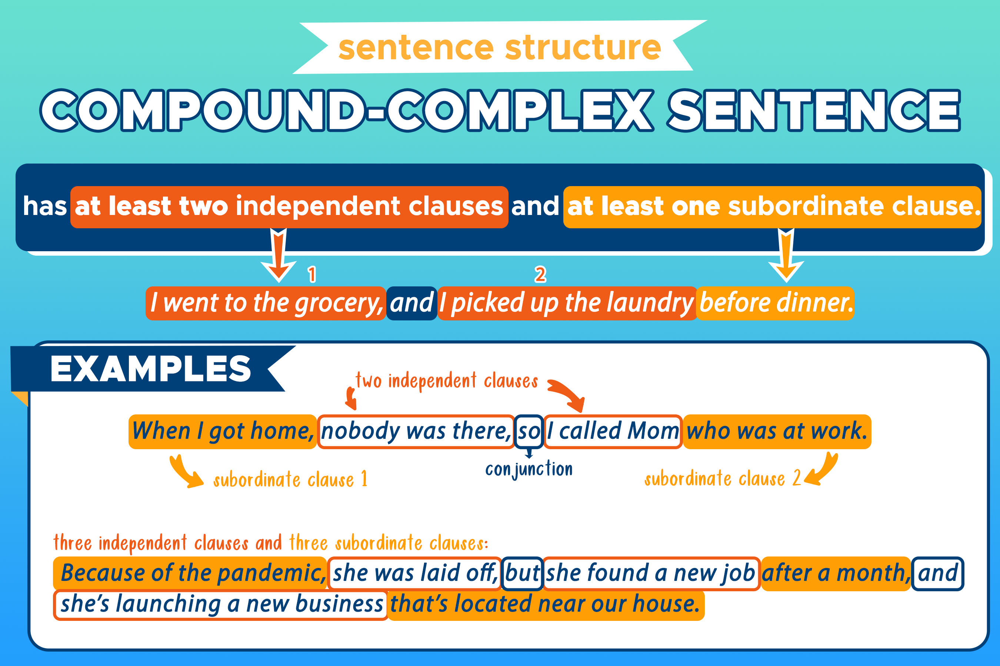 sentence structure
COMPOUND-COMPLEX SENTENCE
has at least two independent clauses and at least one subordinate clause.
1 2
I went to the grocery, and I picked up the laundry before dinner.
EXAMPLES
two independent clauses
When I got home, nobody was there, so I called Mom who was at work.
conjunction
subordinate clause 1 subordinate clause 2
three independent clauses and three subordinate clauses:
Because of the pandemic, she was laid off, but she found a new job after a month, and
she's launching a new business that's located near our house.